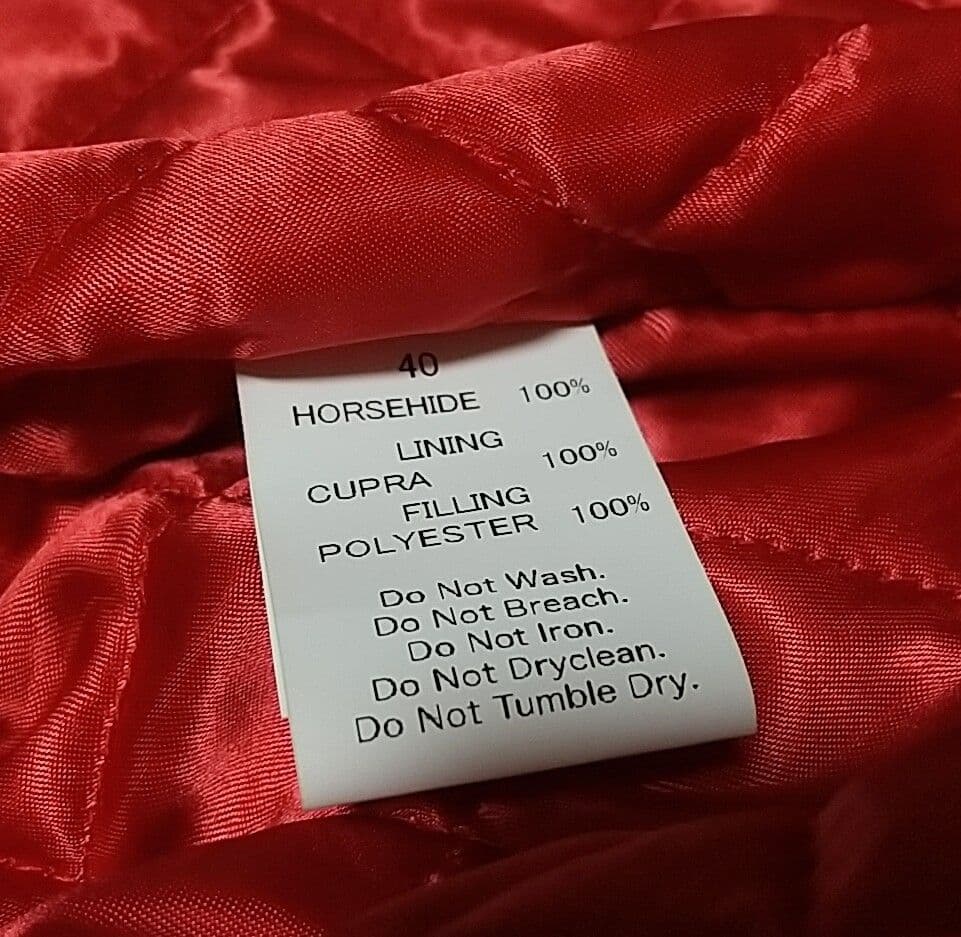 40
HORSEHIDE 100%
LINING
CUPRA 100%
FILLING
POLYESTER 100%
Do Not Wash.
Do Not Breach.
Do Not Iron.
Do Not Dryclean.
Do Not Tumble Dry.